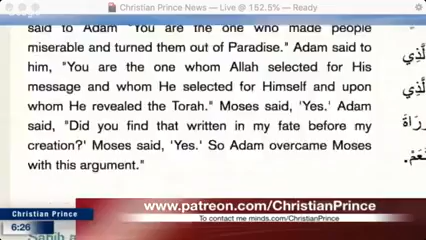 Christian Prince News — Live @ 152.5% — Ready
said to Adam "You are the one who made people
miserable and turned them out of Paradise." Adam said to
him, "You are the one whom Allah selected for His
message and whom He selected for Himself and upon
whom He revealed the Torah." Moses said, 'Yes.' Adam
said, "Did you find that written in my fate before my
creation?' Moses said, 'Yes.' So Adam overcame Moses
with this argument."
www.patreon.com/ChristianPrince
To contact me minds.com/ChristianPrince
Christian Prince
6:26